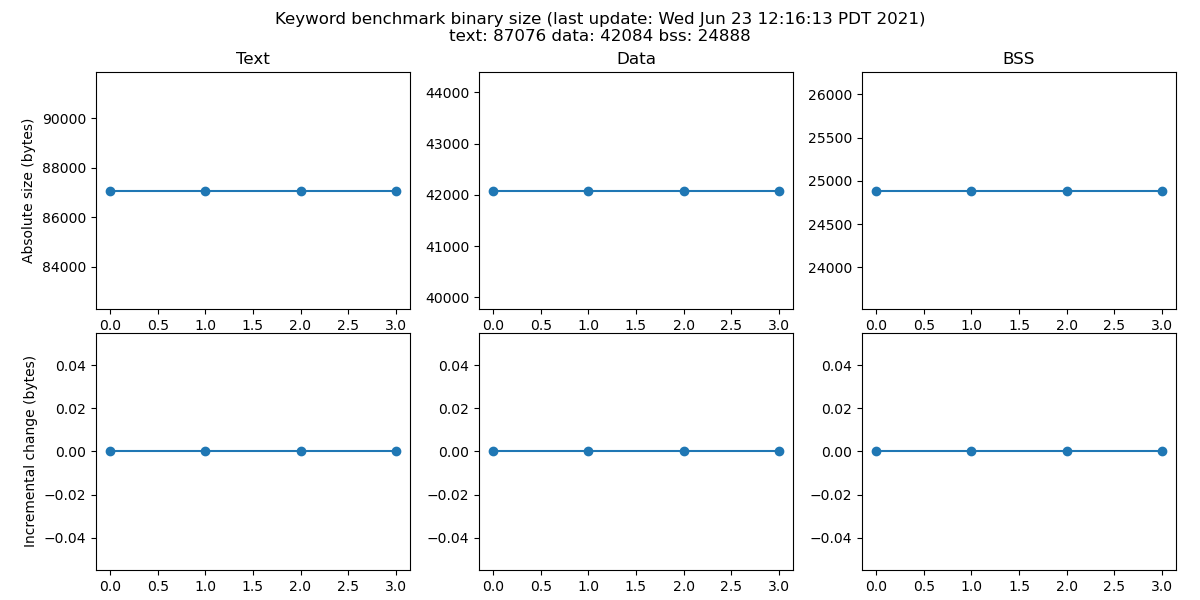 Keyword benchmark binary size (last update: Wed Jun 23 12:16:13 PDT 2021)
text: 87076 data: 42084 bss: 24888
Text
Absolute size (bytes)
90000
88000
86000
84000
0.0 0.5 1.0 1.5 2.0 2.5 3.0
Data
44000
43000
42000
41000
40000
0.0 0.5 1.0 1.5 2.0 2.5 3.0
BSS
26000
25500
25000
24500
24000
0.0 0.5 1.0 1.5 2.0 2.5 3.0
Incremental change (bytes)
0.04
0.02
0.00
−0.02
−0.04
0.0 0.5 1.0 1.5 2.0 2.5 3.0
0.04
0.02
0.00
−0.02
−0.04
0.0 0.5 1.0 1.5 2.0 2.5 3.0
0.04
0.02
0.00
−0.02
−0.04
0.0 0.5 1.0 1.5 2.0 2.5 3.0